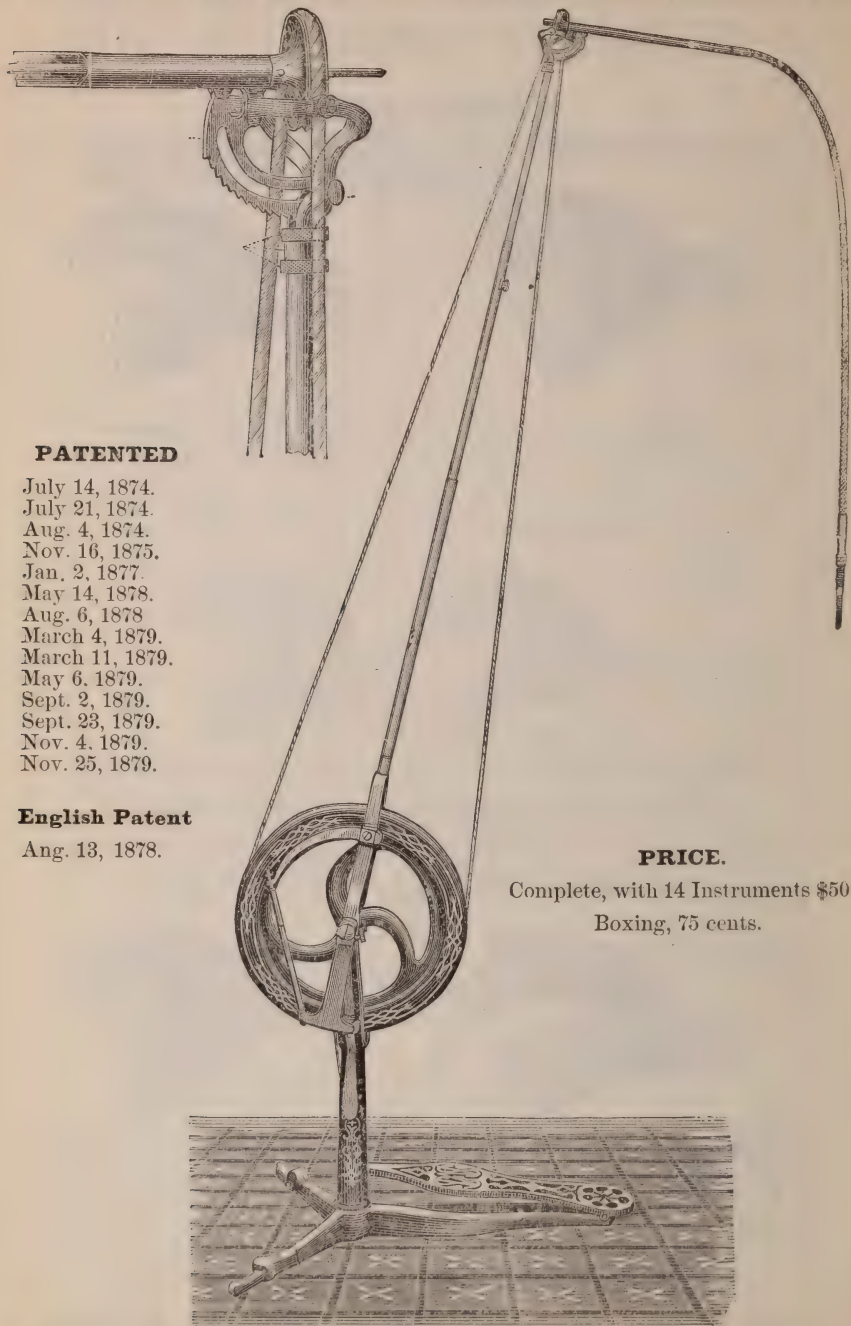 PATENTED
July 14, 1874.
July 21, 1874.
Aug. 4, 1874.
Nov. 16, 1875.
Jan. 2, 1877.
May 14, 1878.
Aug. 6, 1878
March 4, 1879.
March 11, 1879.
May 6. 1879.
Sept. 2, 1879.
Sept. 23, 1879.
Nov. 4. 1879.
Nov. 25, 1879.
English Patent
Ang. 13, 1878.
PRICE.
Complete, with 14 Instruments $50
Boxing, 75 cents.